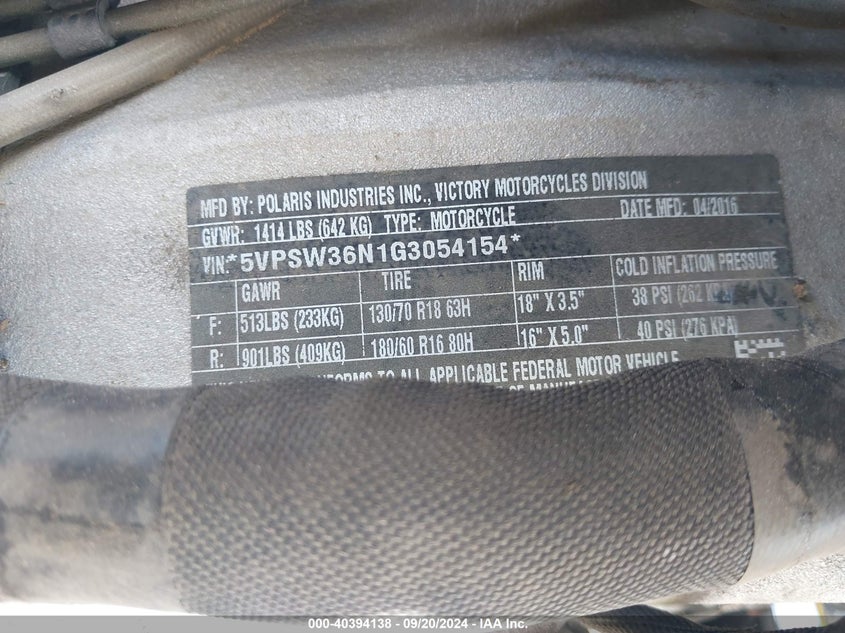 MFD BY: POLARIS INDUSTRIES INC., VICTORY MOTORCYCLES DIVISION
GVWR: 1414 LBS (642 KG) TYPE: MOTORCYCLE DATE MFD: 04/2016
VIN:*5VPSW36N1G3054154*
GAWR TIRE RIM COLD INFLATION PRESSURE
F: 513LBS (233KG) 130/70 R18 63H 18" X 3.5" 38 PSI (262
R: 901LBS (409KG) 180/60 R16 80H 16" X 5.0" 40 PSI (276 KPA)
TO ALL APPLICABLE FEDERAL MOTOR VEHICLE
OF
000-40394138 - 09/20/2024 - IAA Inc.